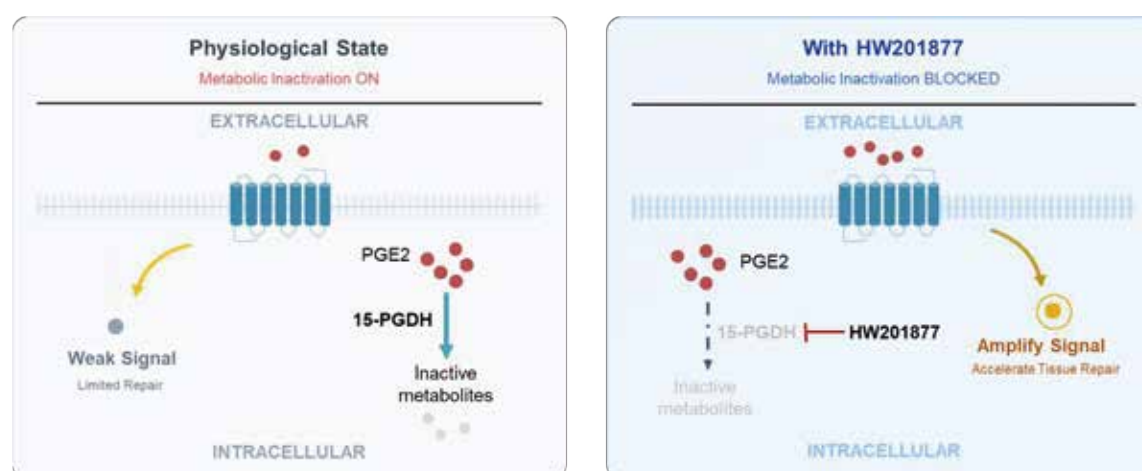 Physiological State
Metabolic Inactivation ON
EXTRACELLULAR
PGE2
15-PGDH
Weak Signal
Limited Repair
Inactive
metabolites
INTRACELLULAR
With HW201877
Metabolic Inactivation BLOCKED
EXTRACELLULAR
PGE2
15-PGDH
HW201877
Amplify Signal
Accelerate Tissue Repair
Inactive
metabolites
INTRACELLULAR